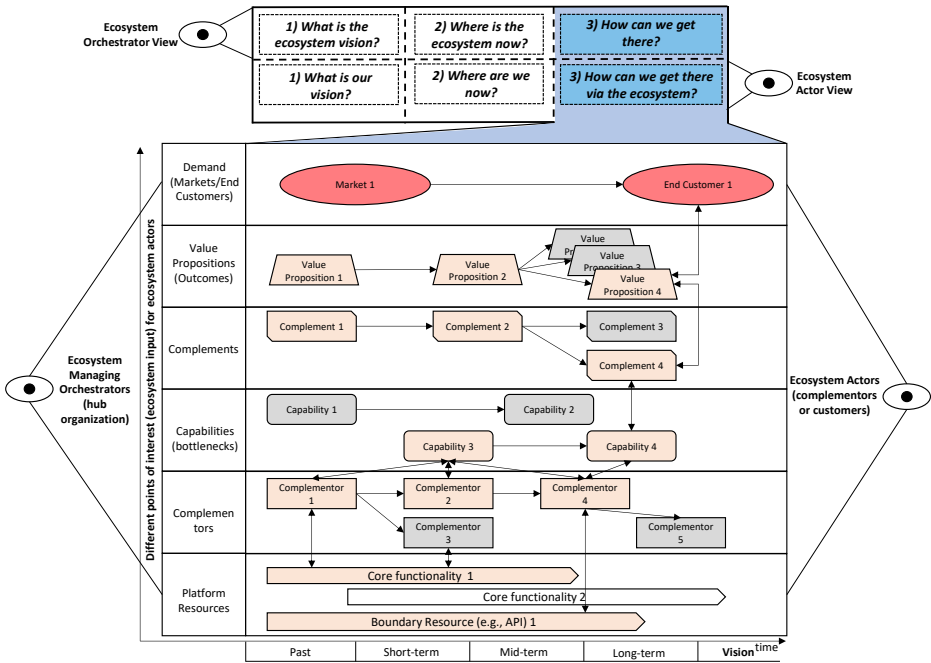 Ecosystem
Orchestrator View
1) What is the
ecosystem vision?
2) Where is the
ecosystem now?
3) How can we get
there?
1) What is our
vision?
2) Where are we
now?
3) How can we get there
via the ecosystem?
Ecosystem
Actor View
Different points of interest (ecosystem input) for ecosystem actors
Ecosystem
Managing
Orchestrators
(hub
organization)
Demand
(Markets/End
Customers)
Market 1
End Customer 1
Value
Propositions
(Outcomes)
Value
Proposition 1
Value
Proposition 2
Value
Value
Proposition 3
Value
Proposition 4
Complements
Complement 1
Complement 2
Complement 3
Complement 4
Capabilities
(bottlenecks)
Capability 1
Capability 2
Capability 3
Capability 4
Complemen
tors
Complementor
1
Complementor
2
Complementor
4
Complementor
3
Complementor
5
Platform
Resources
Core functionality 1
Core functionality 2
Boundary Resource (e.g., API) 1
Ecosystem Actors
(complementors
or customers)
Past
Short-term
Mid-term
Long-term
Vision
time